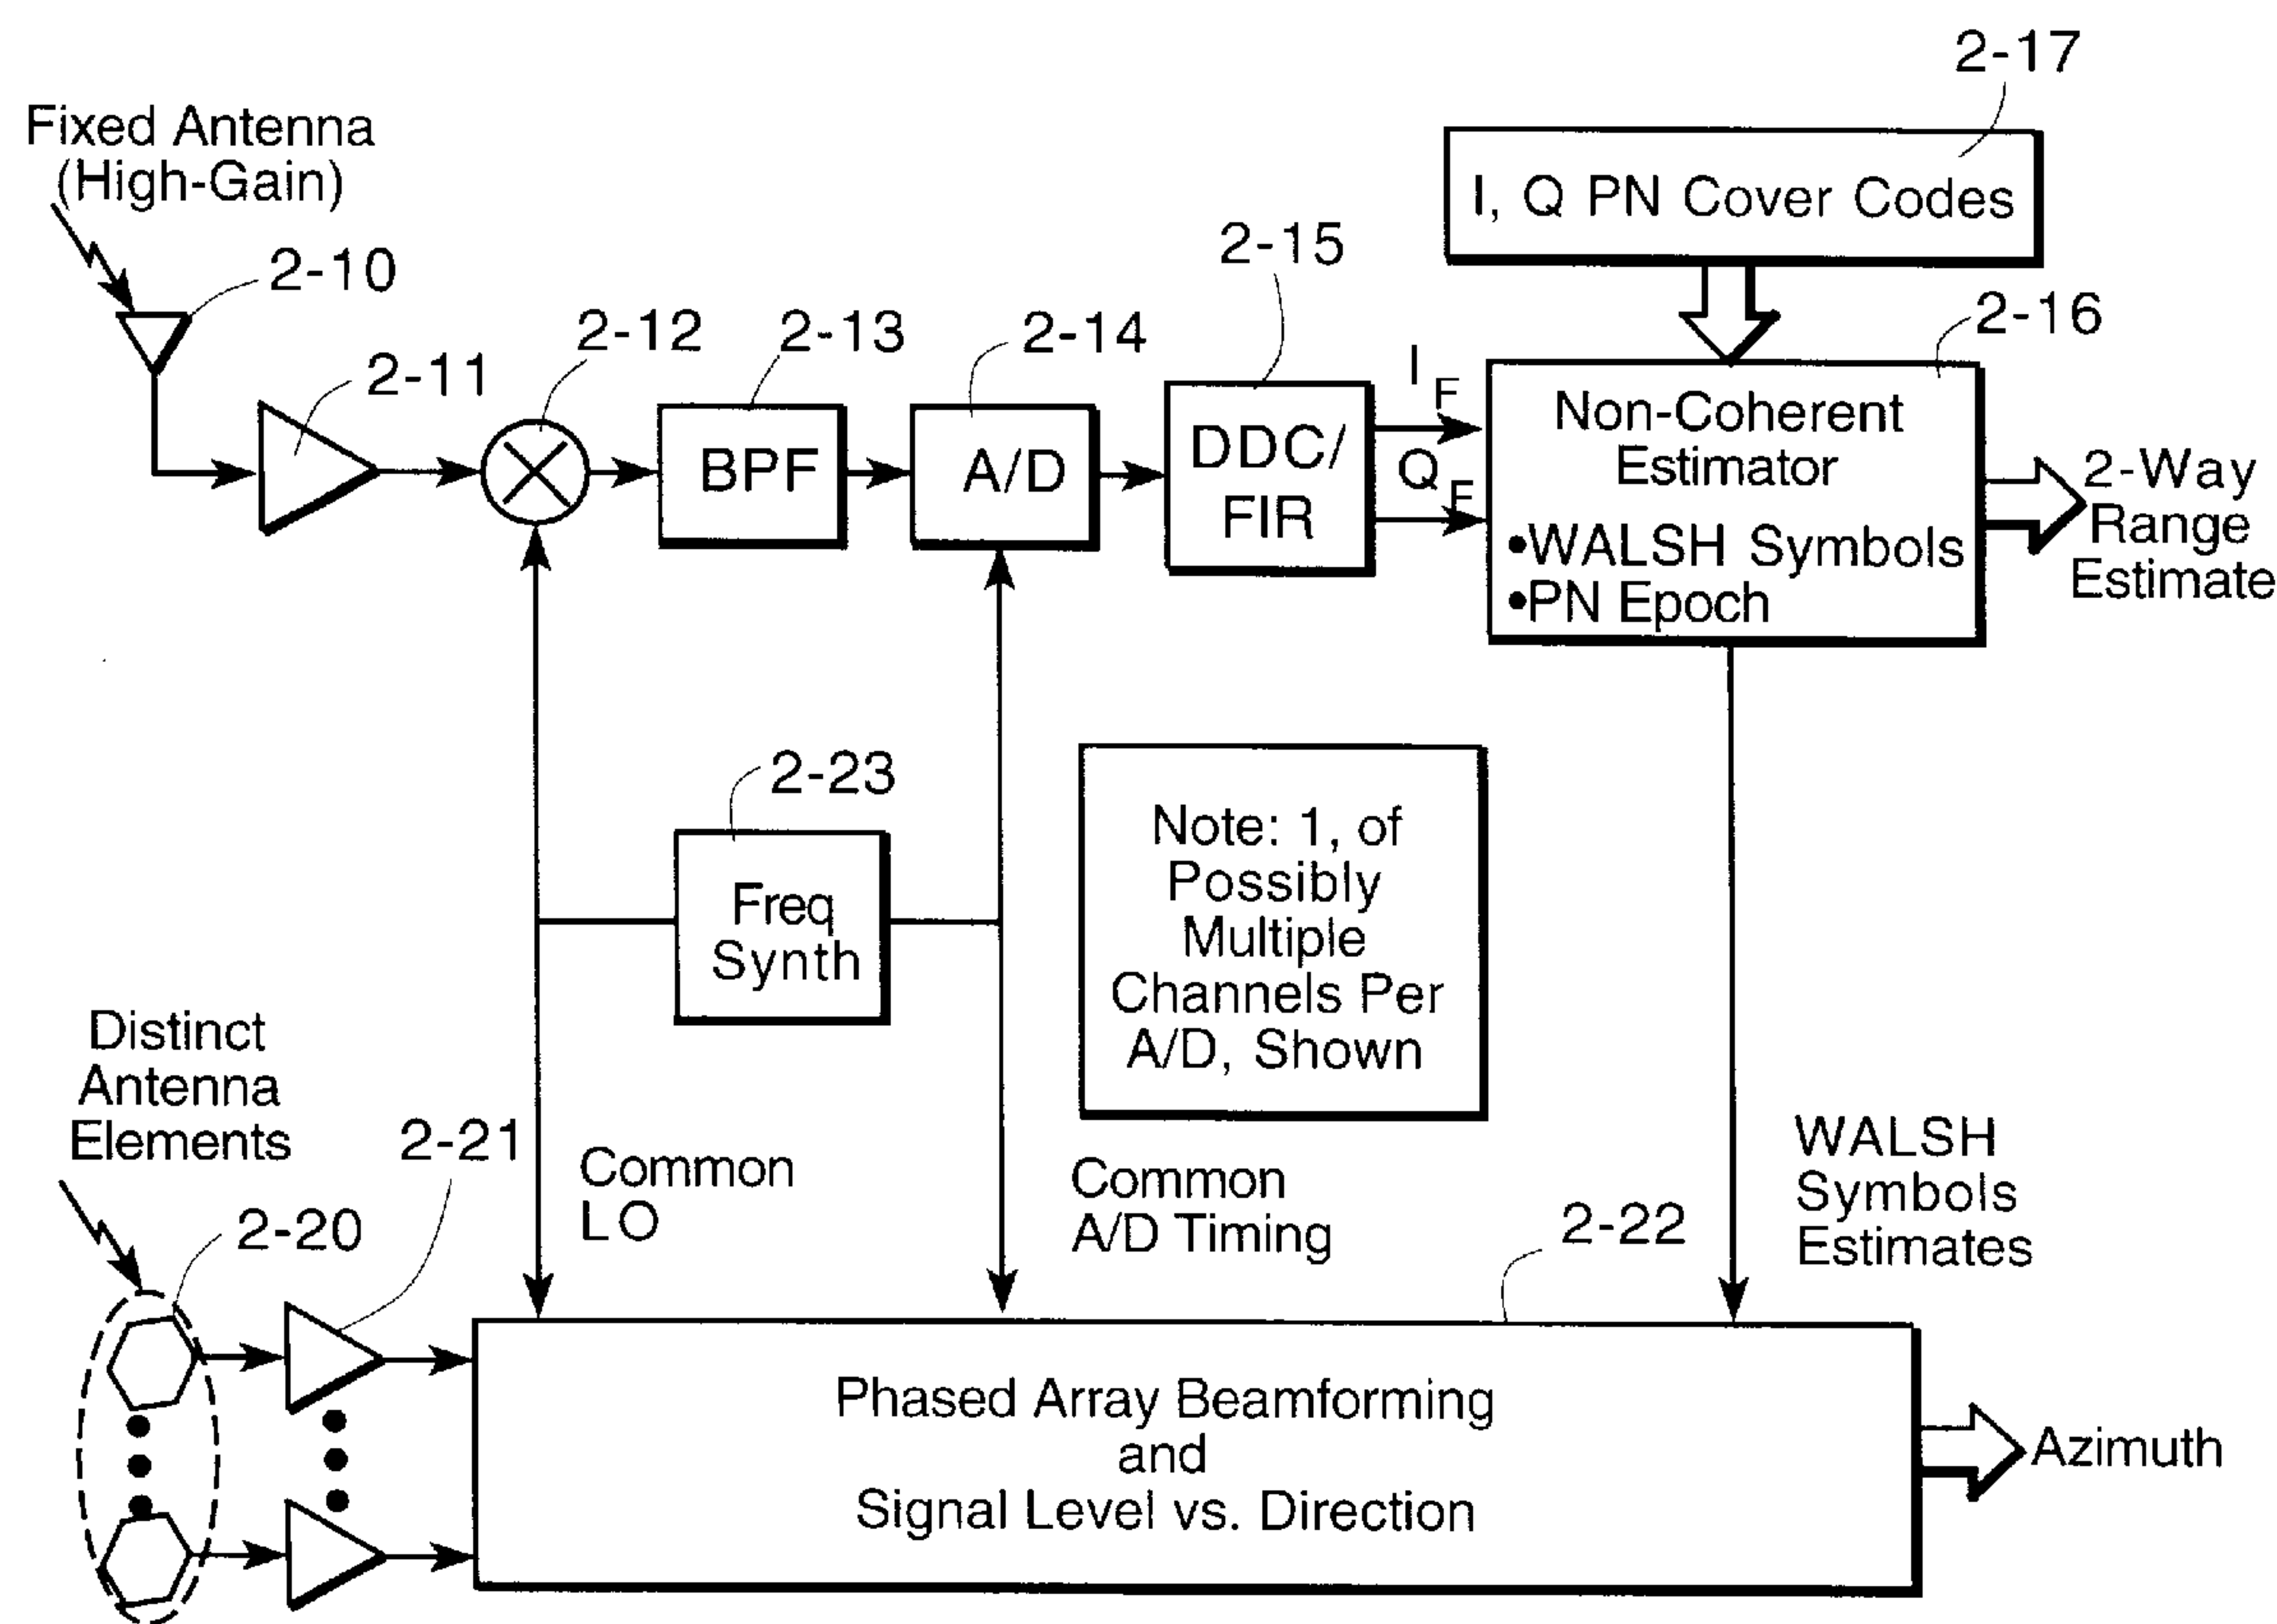 2-17
Fixed Antenna
(High-Gain)
I, Q PN Cover Codes
2-10
2-15
2-12
2-13
2-14
2-16
2-11
I F
Q F
BPF
A/D
DDC/
FIR
Non-Coherent
Estimator
•WALSH Symbols
•PN Epoch
2-Way
Range
Estimate
2-23
Freq
Synth
Note: 1, of
Possibly
Multiple
Channels Per
A/D, Shown
Distinct
Antenna
Elements
2-21
2-20
Common
LO
Common
A/D Timing
2-22
WALSH
Symbols
Estimates
Phased Array Beamforming
and
Signal Level vs. Direction
Azimuth